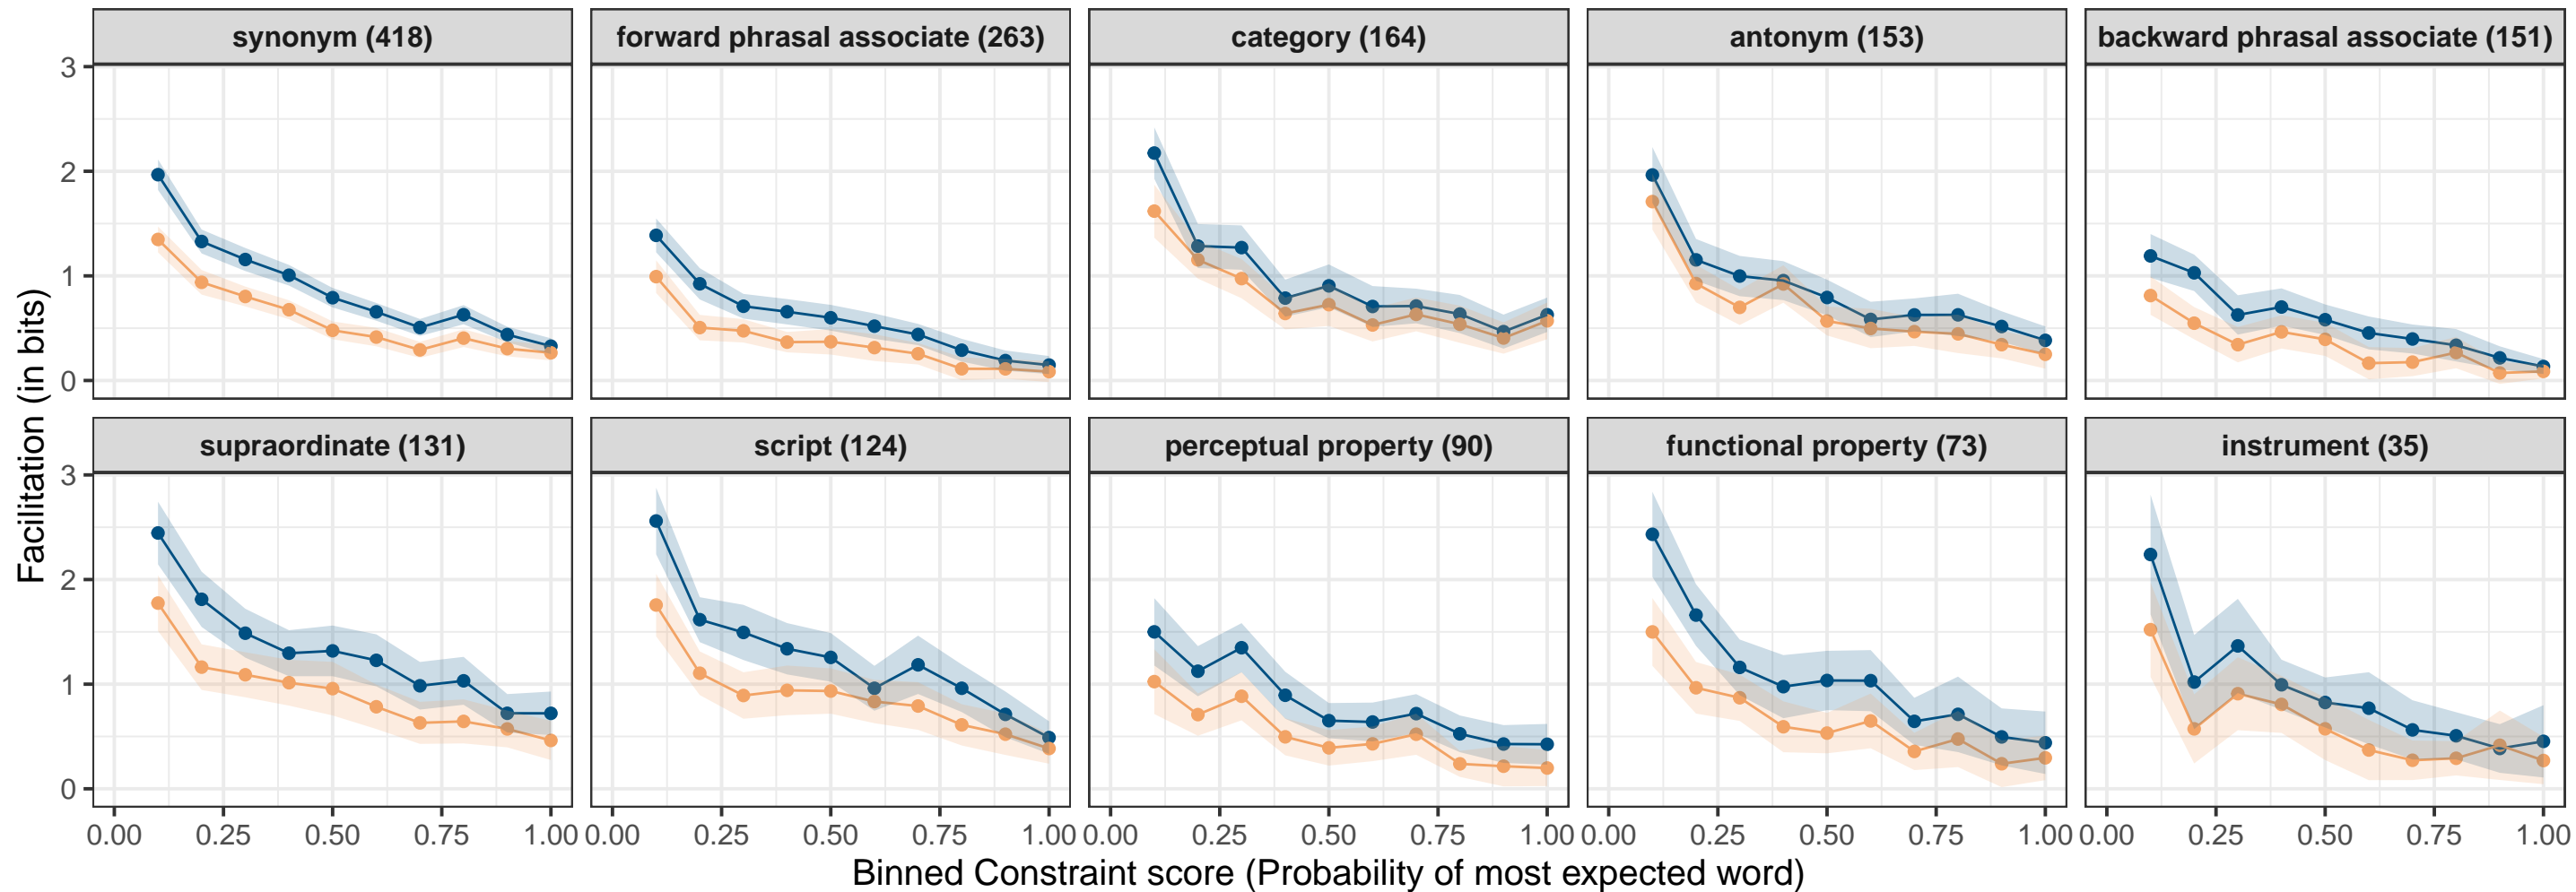 synonym (418)
forward phrasal associate (263)
category (164)
antonym (153)
backward phrasal associate (151)
3
2
1
0
supraordinate (131)
script (124)
perceptual property (90)
functional property (73)
instrument (35)
3
2
1
0
Facilitation (in bits)
0.00 0.25 0.50 0.75 1.00
0.00 0.25 0.50 0.75 1.00
0.00 0.25 0.50 0.75 1.00
0.00 0.25 0.50 0.75 1.00
0.00 0.25 0.50 0.75 1.00
Binned Constraint score (Probability of most expected word)